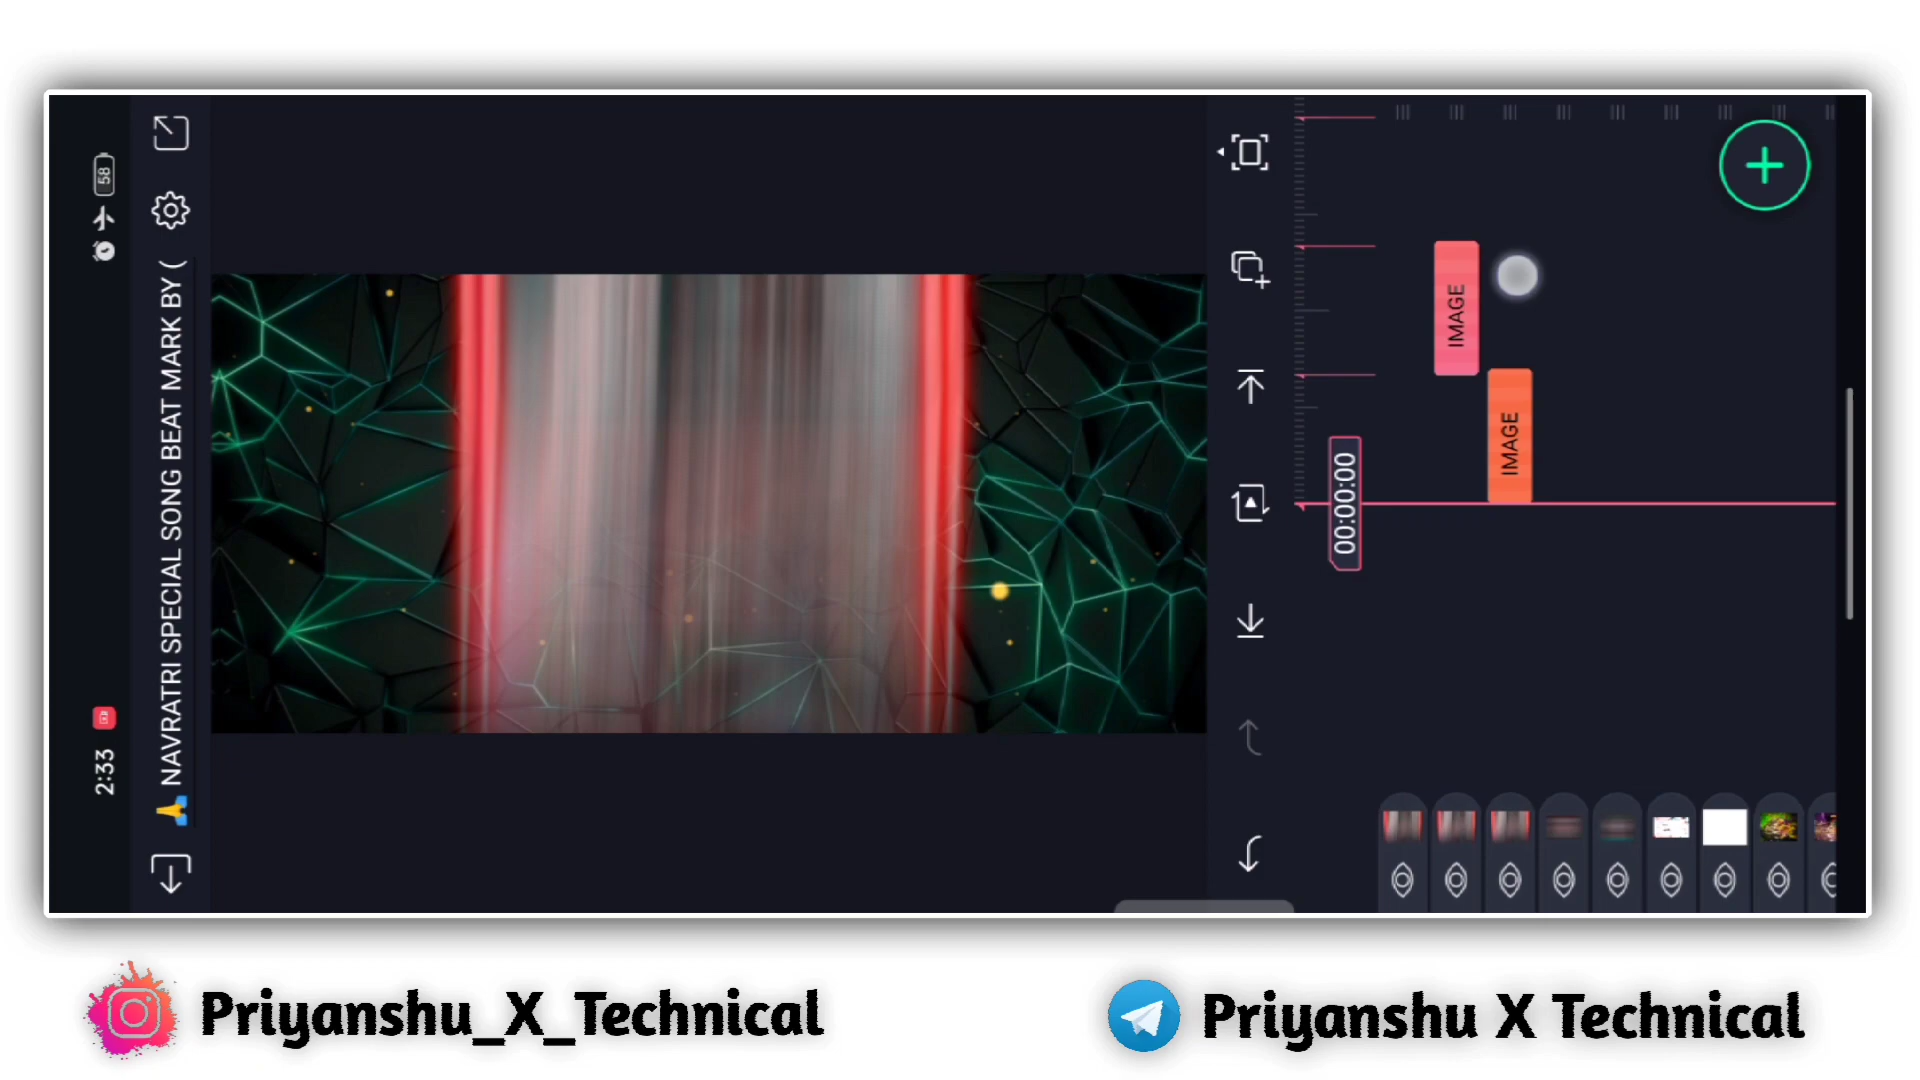 58
2:33
🙏 NAVRATRI SPECIAL SONG BEAT MARK BY (
00:00:00
IMAGE
IMAGE
Priyanshu_X_Technical
Priyanshu X Technical